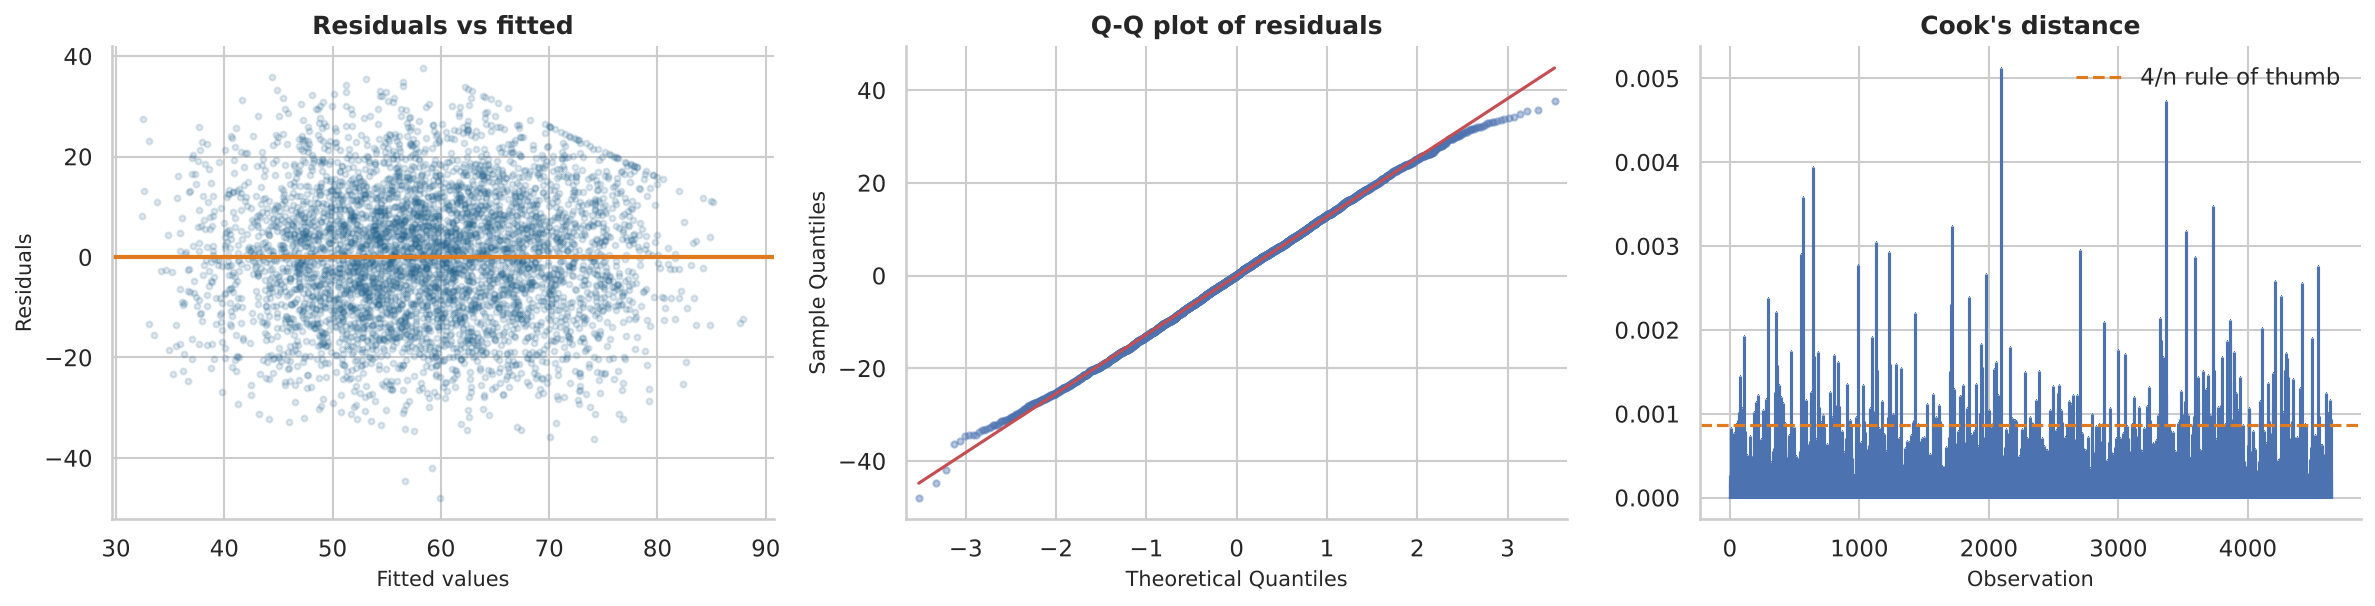 Residuals vs fitted
Residuals
40
20
0
−20
−40
30 40 50 60 70 80 90
Fitted values
Q-Q plot of residuals
Sample Quantiles
40
20
0
−20
−40
−3 −2 −1 0 1 2 3
Theoretical Quantiles
Cook's distance
4/n rule of thumb
0.005
0.004
0.003
0.002
0.001
0.000
0 1000 2000 3000 4000
Observation